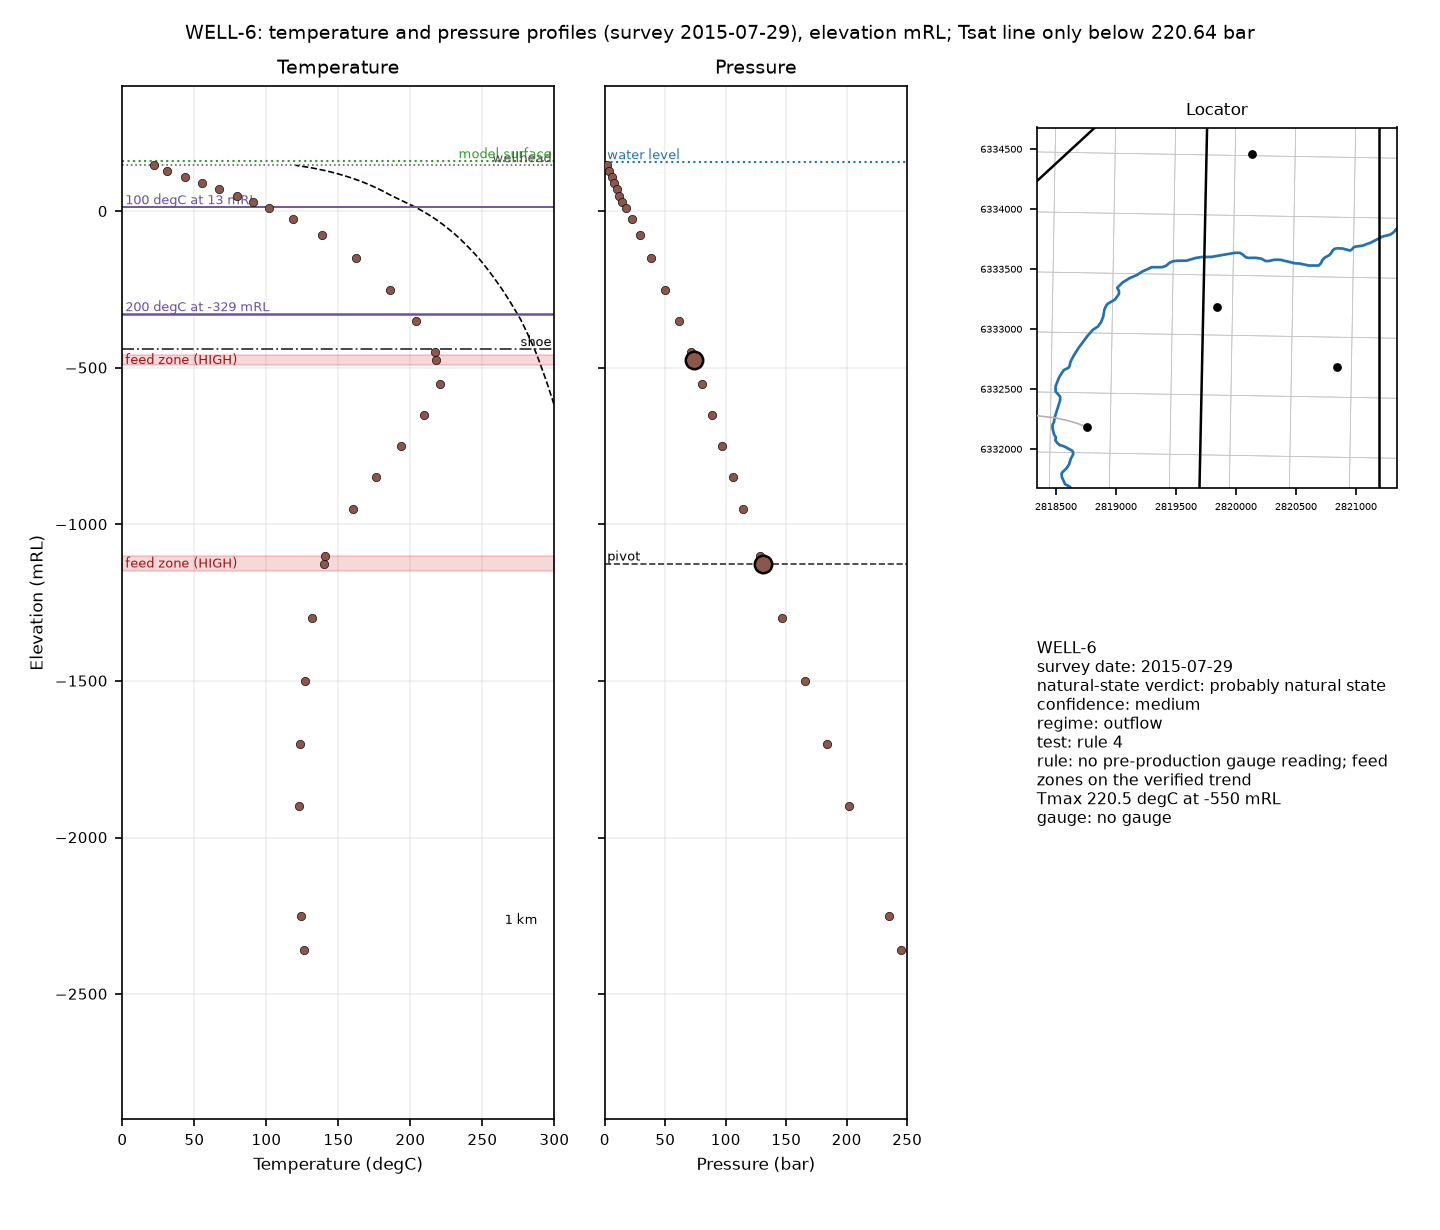 WELL-6: temperature and pressure profiles (survey 2015-07-29), elevation mRL; Tsat line only below 220.64 bar
Temperature
Pressure
Locator
model surface
wellhead
water level
100 degC at 13 mRL
200 degC at -329 mRL
shoe
feed zone (HIGH)
feed zone (HIGH)
pivot
1 km
0
−500
−1000
−1500
−2000
−2500
Elevation (mRL)
0 50 100 150 200 250 300
Temperature (degC)
0 50 100 150 200 250
Pressure (bar)
6334500
6334000
6333500
6333000
6332500
6332000
2818500 2819000 2819500 2820000 2820500 2821000
WELL-6
survey date: 2015-07-29
natural-state verdict: probably natural state
confidence: medium
regime: outflow
test: rule 4
rule: no pre-production gauge reading; feed
zones on the verified trend
Tmax 220.5 degC at -550 mRL
gauge: no gauge